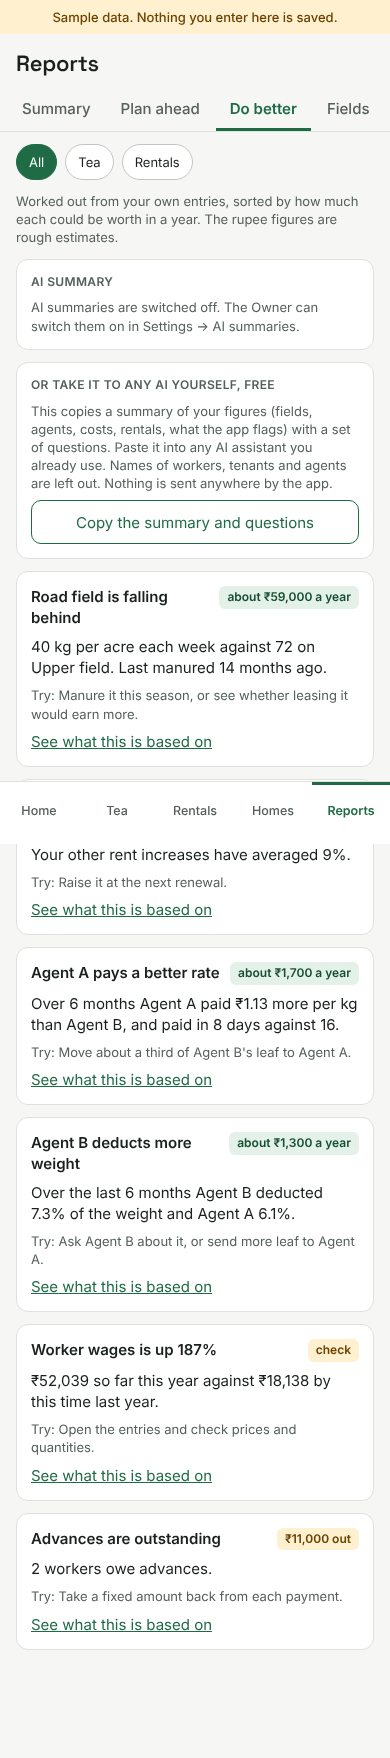 Sample data. Nothing you enter here is saved.
Reports
Summary Plan ahead Do better Fields
All Tea Rentals
Worked out from your own entries, sorted by how much
each could be worth in a year. The rupee figures are
rough estimates.
AI SUMMARY
AI summaries are switched off. The Owner can
switch them on in Settings → AI summaries.
OR TAKE IT TO ANY AI YOURSELF, FREE
This copies a summary of your figures (fields,
agents, costs, rentals, what the app flags) with a set
of questions. Paste it into any AI assistant you
already use. Names of workers, tenants and agents
are left out. Nothing is sent anywhere by the app.
Copy the summary and questions
Road field is falling
behind
about ₹59,000 a year
40 kg per acre each week against 72 on
Upper field. Last manured 14 months ago.
Try: Manure it this season, or see whether leasing it
would earn more.
See what this is based on
Home Tea Rentals Homes Reports
Your other rent increases have averaged 9%.
Try: Raise it at the next renewal.
See what this is based on
Agent A pays a better rate about ₹1,700 a year
Over 6 months Agent A paid ₹1.13 more per kg
than Agent B, and paid in 8 days against 16.
Try: Move about a third of Agent B's leaf to Agent A.
See what this is based on
Agent B deducts more
weight
about ₹1,300 a year
Over the last 6 months Agent B deducted
7.3% of the weight and Agent A 6.1%.
Try: Ask Agent B about it, or send more leaf to Agent
A.
See what this is based on
Worker wages is up 187% check
₹52,039 so far this year against ₹18,138 by
this time last year.
Try: Open the entries and check prices and
quantities.
See what this is based on
Advances are outstanding ₹11,000 out
2 workers owe advances.
Try: Take a fixed amount back from each payment.
See what this is based on